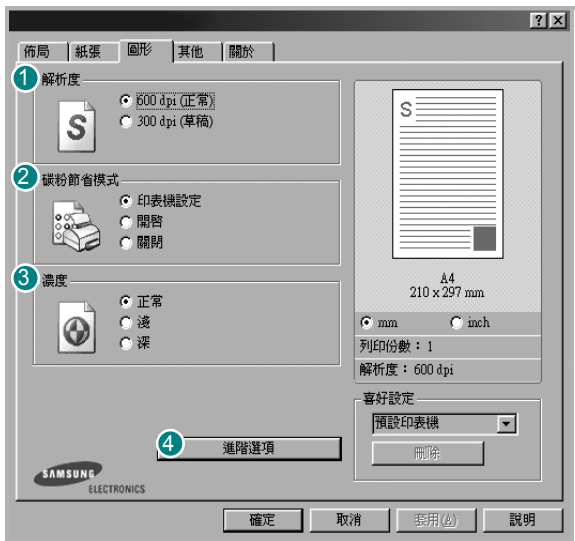 ? X
佈局 紙張 圖形 其他 關於
1 解析度
600 dpi (正常)
300 dpi (草稿)
S
2 碳粉節省模式
印表機設定
開啓
關閉
3 濃度
正常
淺
深
4 進階選項
S
A4
210 x 297 mm
mm inch
列印份數：1
解析度：600 dpi
喜好設定
預設印表機
刪除
SAMSUNG
ELECTRONICS
確定 取消 套用(A) 說明